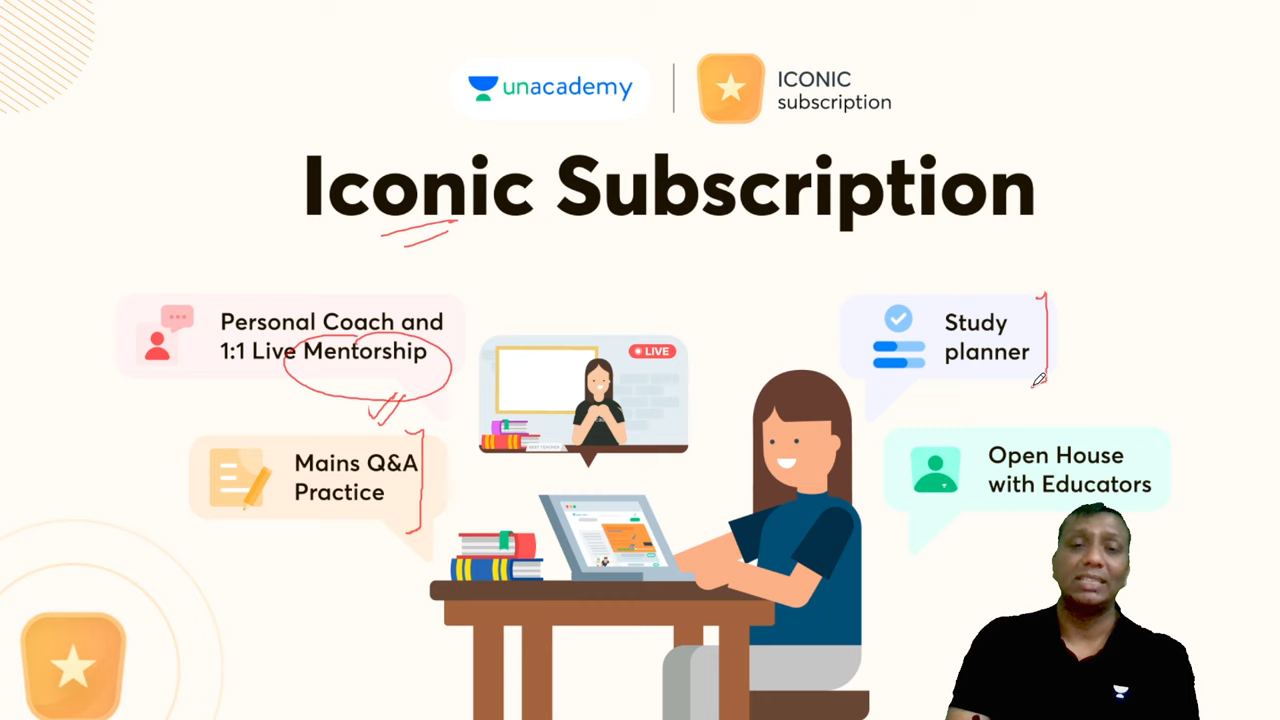 unacademy
ICONIC
subscription
Iconic Subscription
Personal Coach and
1:1 Live Mentorship
Mains Q&A
Practice
LIVE
Study
planner
Open House
with Educators